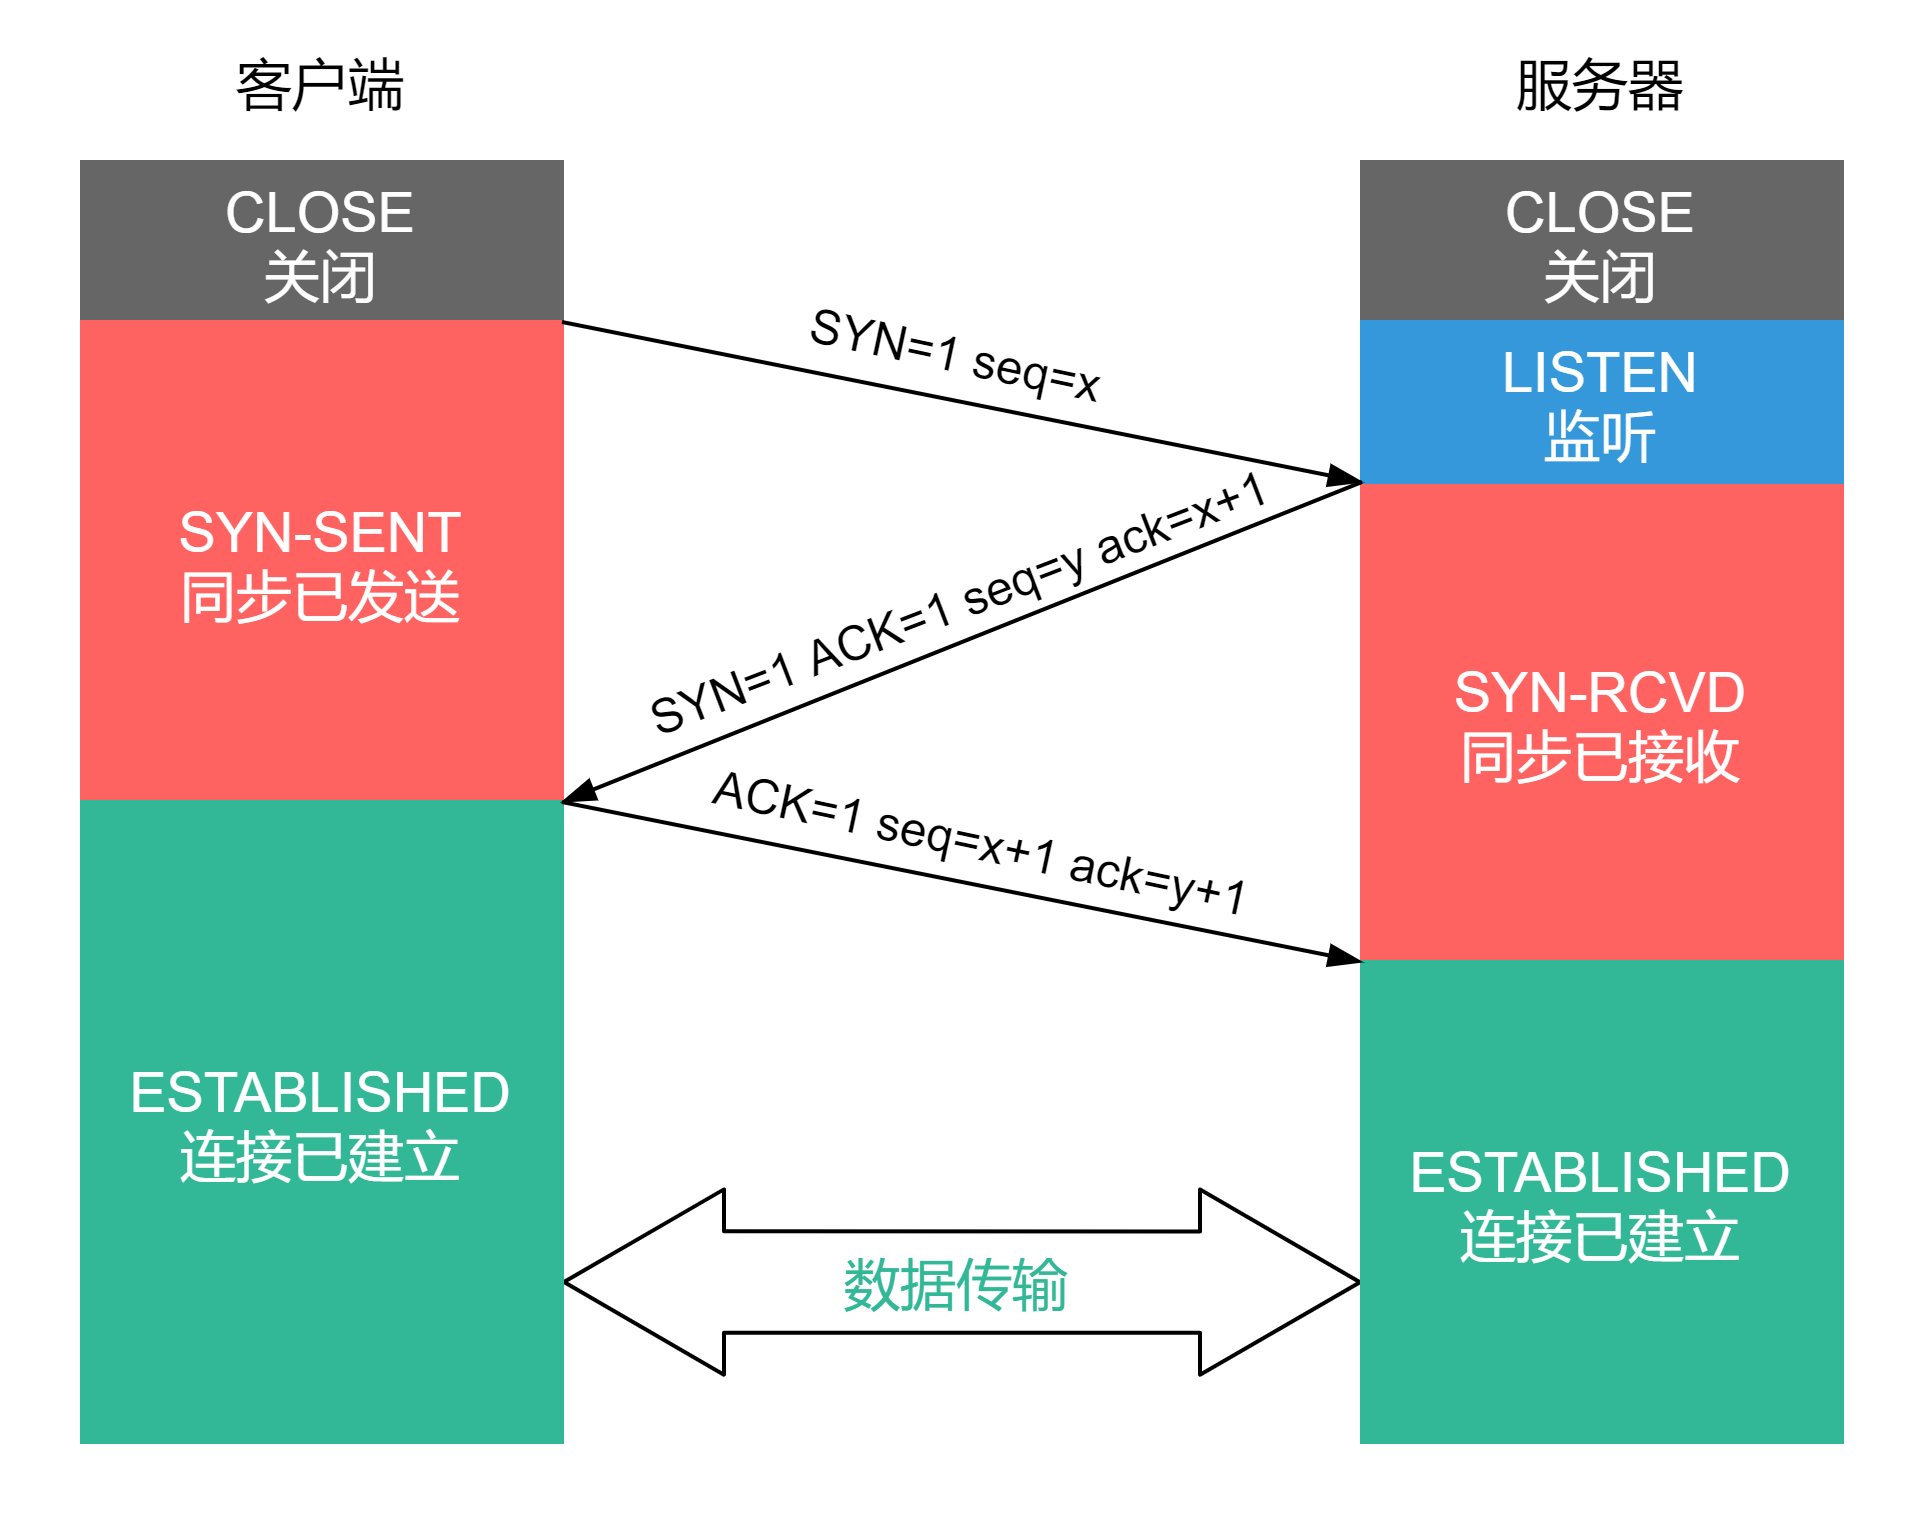 客户端
服务器
CLOSE
关闭
CLOSE
关闭
SYN=1 seq=x
LISTEN
监听
SYN-SENT
同步已发送
SYN=1 ACK=1 seq=y ack=x+1
SYN-RCVD
同步已接收
ACK=1 seq=x+1 ack=y+1
ESTABLISHED
连接已建立
ESTABLISHED
连接已建立
数据传输